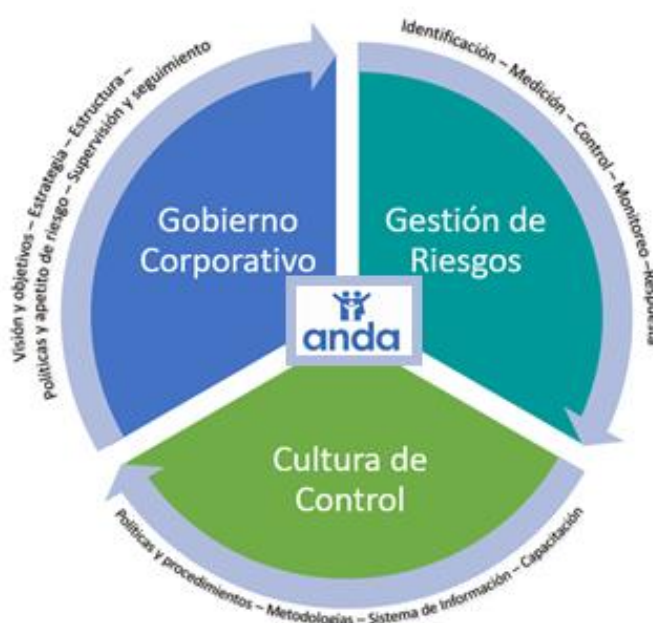 Visión y objetivos – Estrategia – Estructura –
Políticas y apetito de riesgo – Supervisión y seguimiento
Identificación – Medición – Control – Monitoreo –Respuesta
Gobierno
Corporativo
Gestión de
Riesgos
anda
Cultura de
Control
Políticas y procedimientos – Metodologías – Sistema de Información – Capacitación